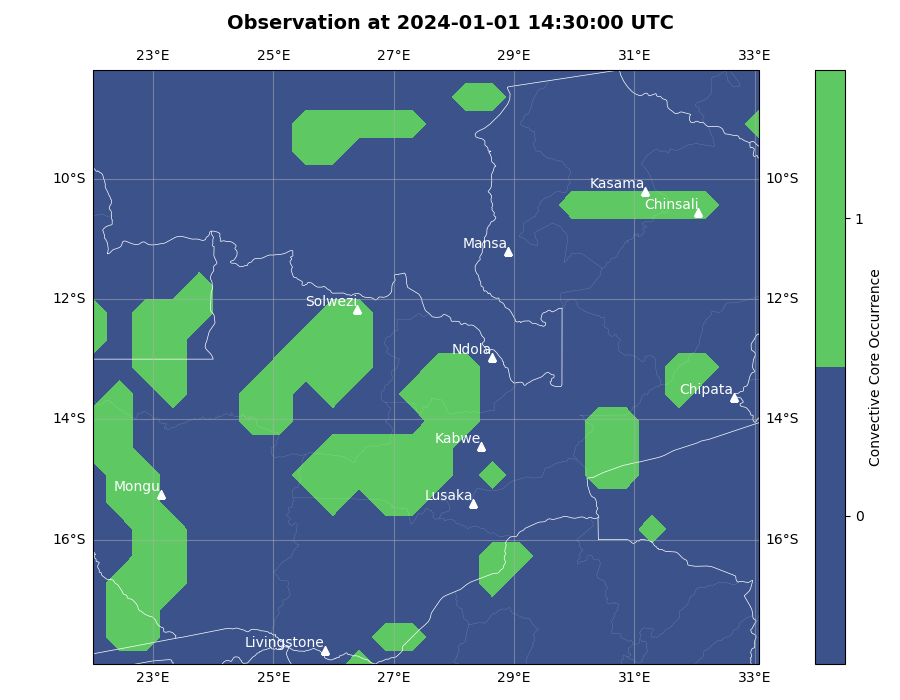 Observation at 2024-01-01 14:30:00 UTC
23°E 25°E 27°E 29°E 31°E 33°E
10°S 10°S
Kasama
Chinsali
1
Mansa
12°S 12°S
Solwezi
Ndola
Chipata
14°S 14°S
Kabwe
Mongu
Lusaka
0
16°S 16°S
Livingstone
23°E 25°E 27°E 29°E 31°E 33°E
Convective Core Occurrence